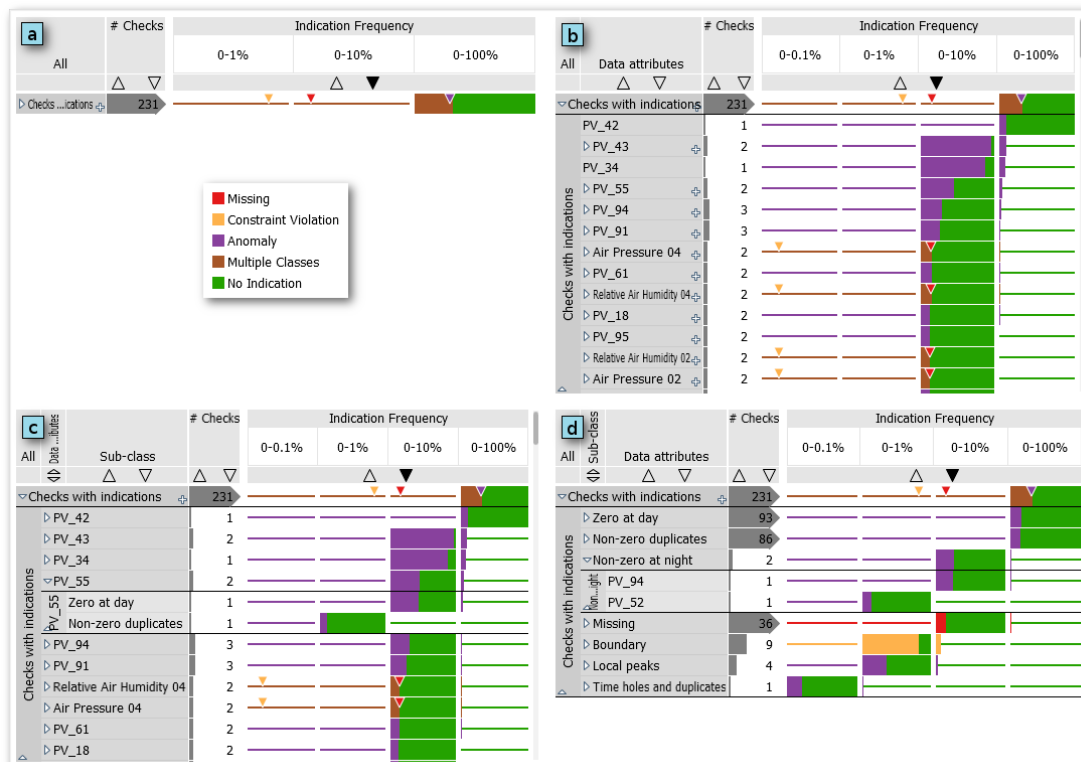 a
# Checks
Indication Frequency
0-1%
0-10%
0-100%
All
Checks ...ications
231
Missing
Constraint Violation
Anomaly
Multiple Classes
No Indication
b
# Checks
Indication Frequency
0-0.1%
0-1%
0-10%
0-100%
All
Data attributes
Checks with indications
231
Checks with indications
PV_42
1
PV_43
2
PV_34
1
PV_55
2
PV_94
3
PV_91
3
Air Pressure 04
2
PV_61
2
Relative Air Humidity 04
2
PV_18
2
PV_95
2
Relative Air Humidity 02
2
Air Pressure 02
2
c
Data ...ibutes
# Checks
Indication Frequency
0-0.1%
0-1%
0-10%
0-100%
All
Sub-class
Checks with indications
231
Checks with indications
PV_42
1
PV_43
2
PV_34
1
PV_55
2
PV_55
Zero at day
1
Non-zero duplicates
1
PV_94
3
PV_91
3
Relative Air Humidity 04
2
Air Pressure 04
2
PV_61
2
PV_18
2
d
Sub-class
# Checks
Indication Frequency
0-0.1%
0-1%
0-10%
0-100%
All
Data attributes
Checks with indications
231
Checks with indications
Zero at day
93
Non-zero duplicates
86
Non-zero at night
2
Non...ight
PV_94
1
PV_52
1
Missing
36
Boundary
9
Local peaks
4
Time holes and duplicates
1